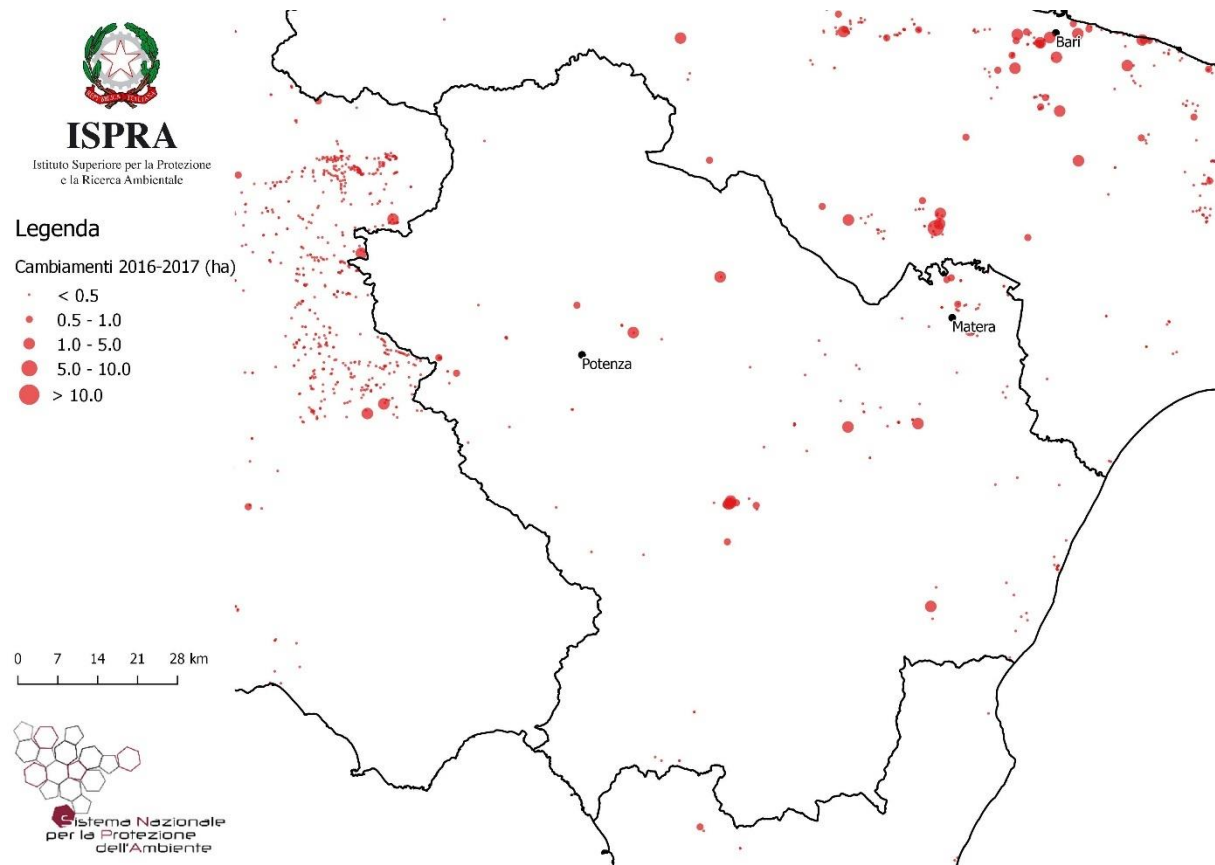 REPVBBLICA ITALIANA
ISPRA
Istituto Superiore per la Protezione
e la Ricerca Ambientale
Legenda
Cambiamenti 2016-2017 (ha)
< 0.5
0.5 - 1.0
1.0 - 5.0
5.0 - 10.0
> 10.0
Bari
Matera
Potenza
0 7 14 21 28 km
Sistema Nazionale
per la Protezione
dell'Ambiente